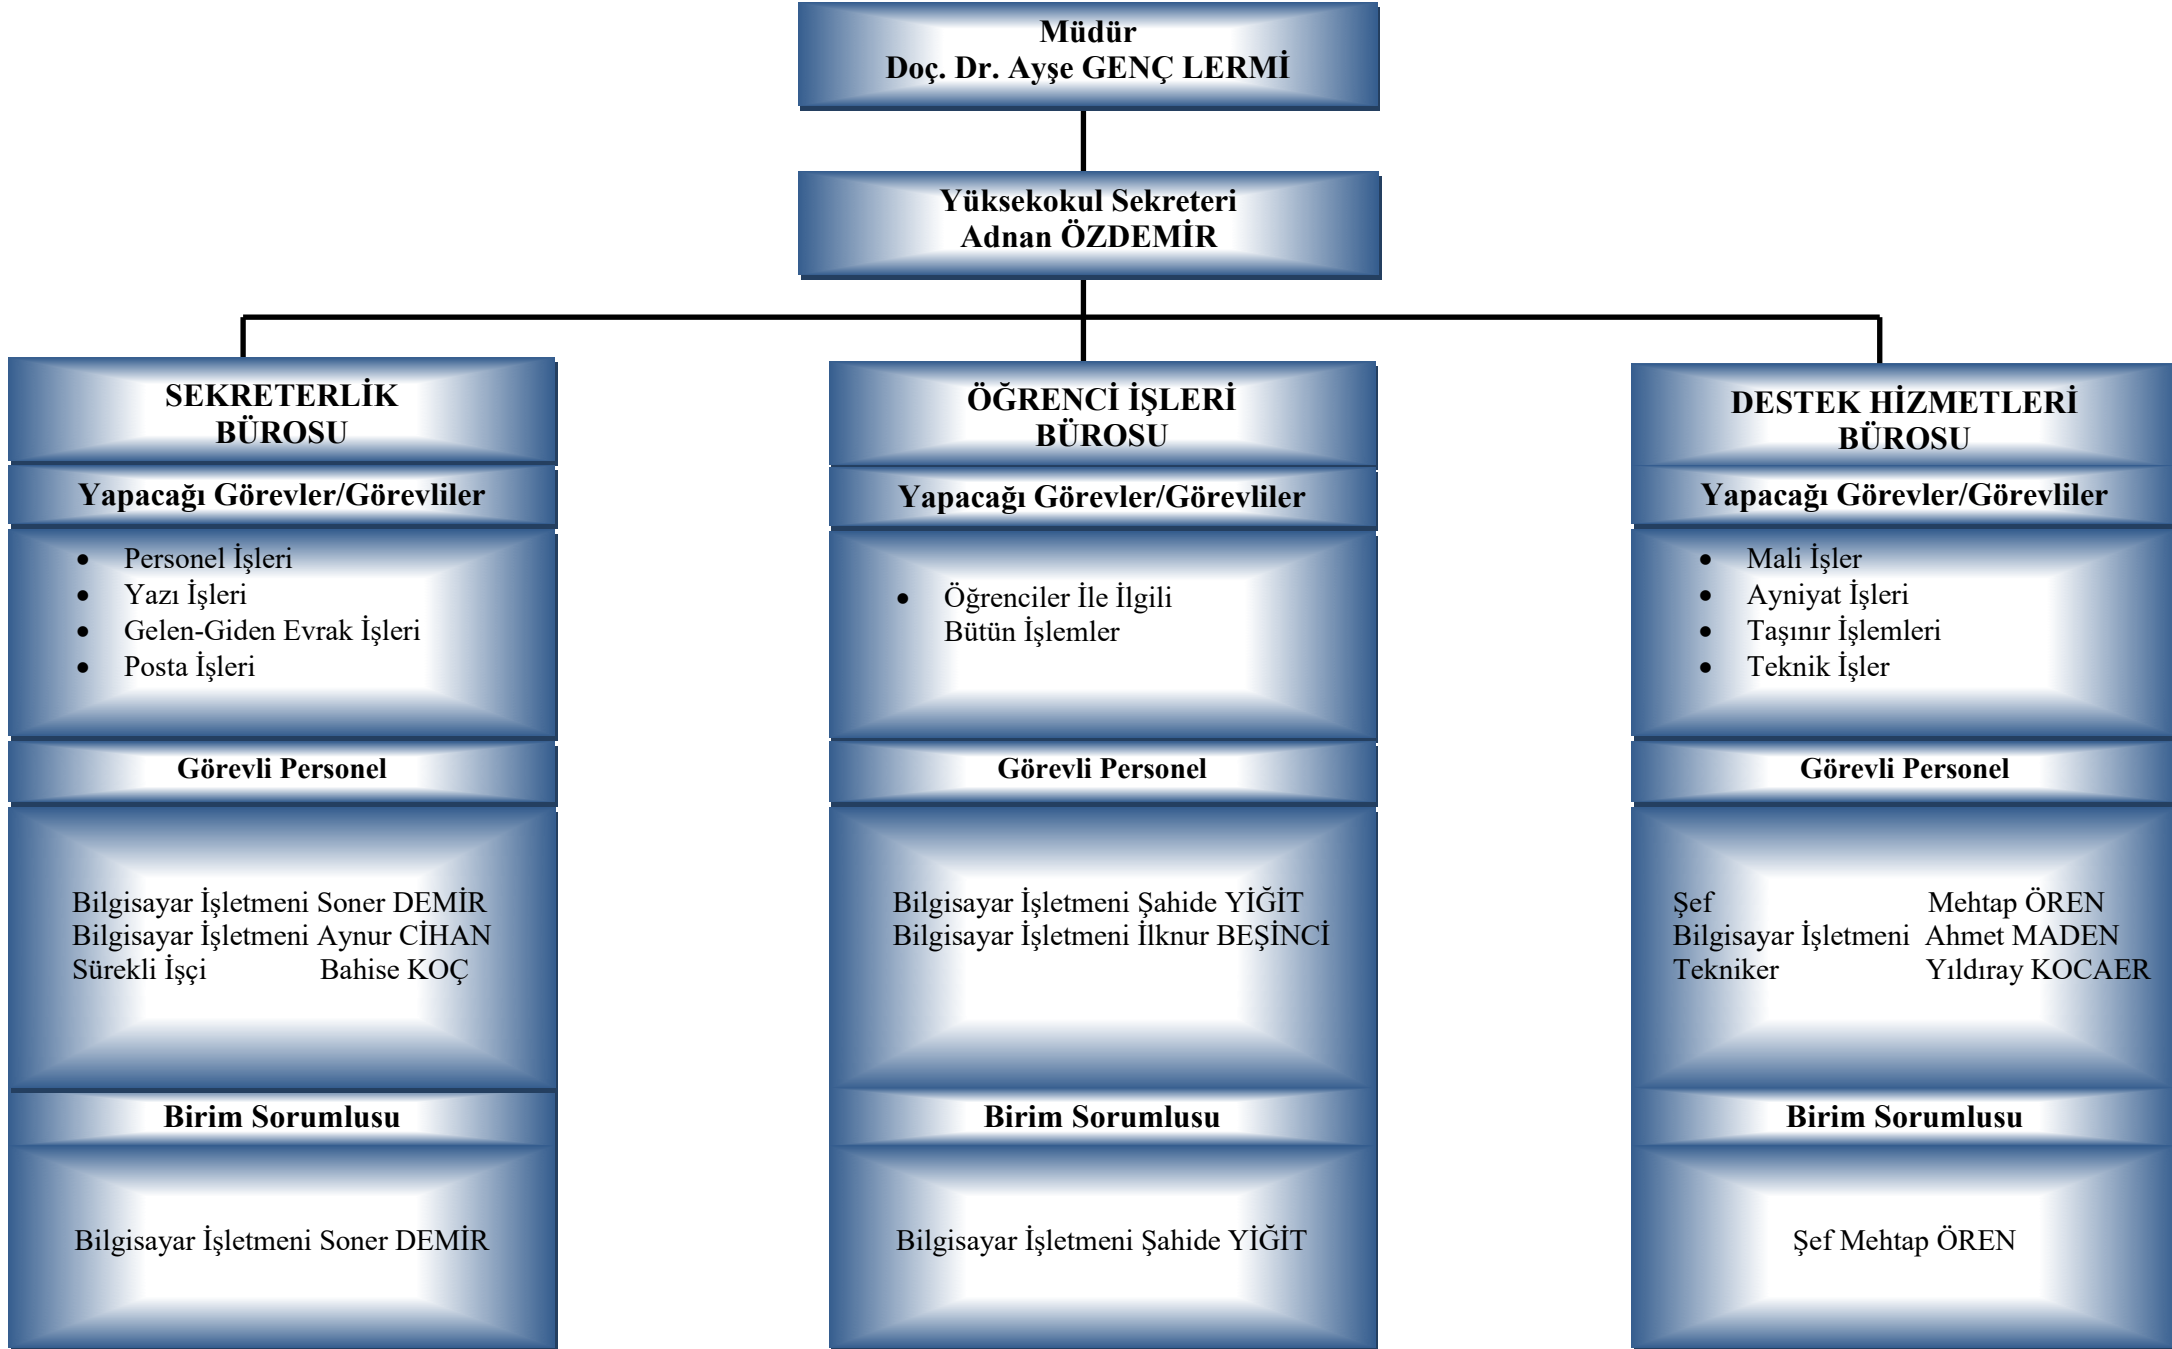 Müdür
Doç. Dr. Ayşe GENÇ LERMİ
Yüksekokul Sekreteri
Adnan ÖZDEMİR
SEKRETERLİK
BÜROSU
Yapacağı Görevler/Görevliler
• Personel İşleri
• Yazı İşleri
• Gelen-Giden Evrak İşleri
• Posta İşleri
Görevli Personel
Bilgisayar İşletmeni Soner DEMİR
Bilgisayar İşletmeni Aynur CİHAN
Sürekli İşçi Bahise KOÇ
Birim Sorumlusu
Bilgisayar İşletmeni Soner DEMİR
ÖĞRENCİ İŞLERİ
BÜROSU
Yapacağı Görevler/Görevliler
• Öğrenciler İle İlgili
Bütün İşlemler
Görevli Personel
Bilgisayar İşletmeni Şahide YİĞİT
Bilgisayar İşletmeni İlknur BEŞİNCİ
Birim Sorumlusu
Bilgisayar İşletmeni Şahide YİĞİT
DESTEK HİZMETLERİ
BÜROSU
Yapacağı Görevler/Görevliler
• Mali İşler
• Ayniyat İşleri
• Taşınır İşlemleri
• Teknik İşler
Görevli Personel
Şef Mehtap ÖREN
Bilgisayar İşletmeni Ahmet MADEN
Tekniker Yıldıray KOCAER
Birim Sorumlusu
Şef Mehtap ÖREN